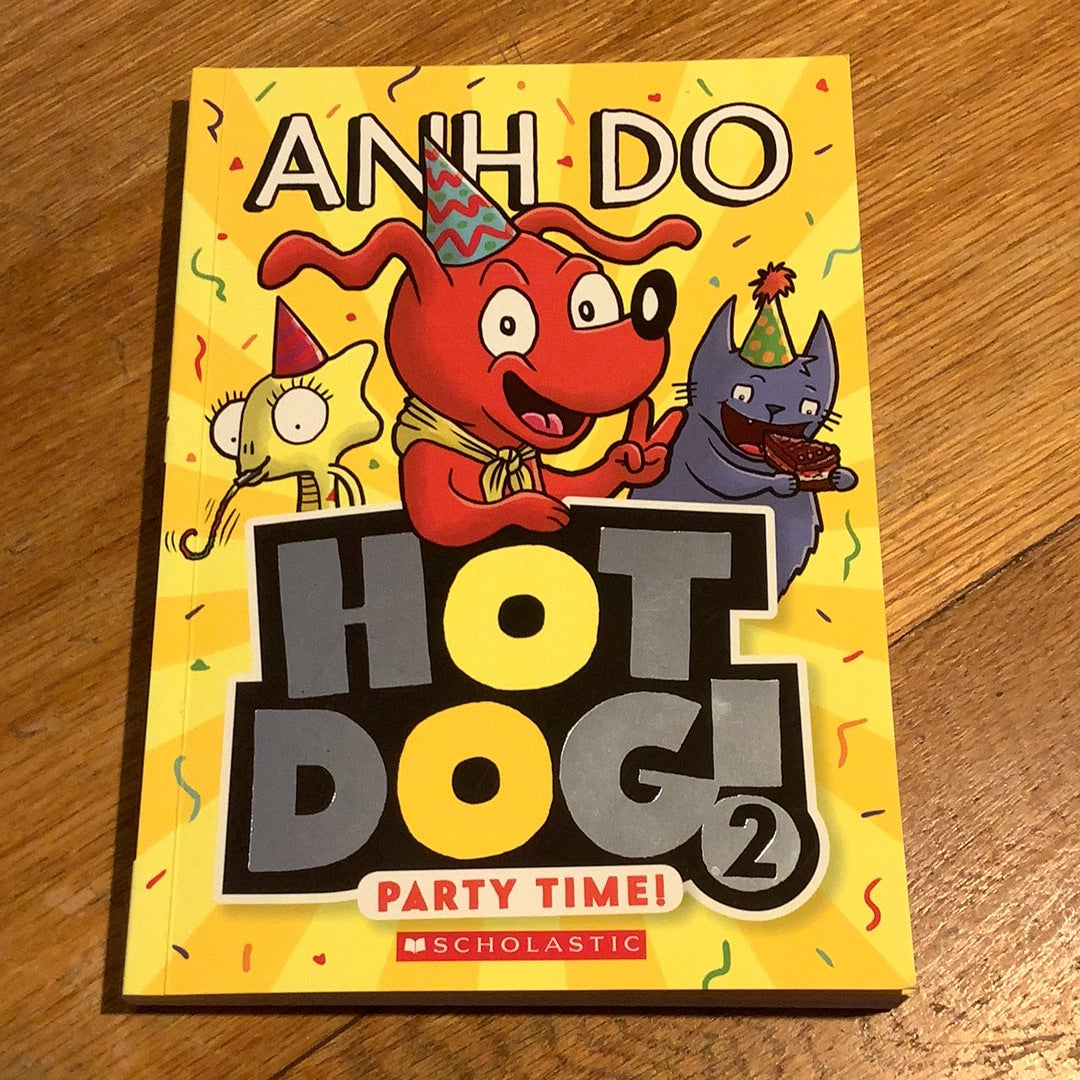 ANH DO
HOT
DOG!
2
PARTY TIME!
SCHOLASTIC